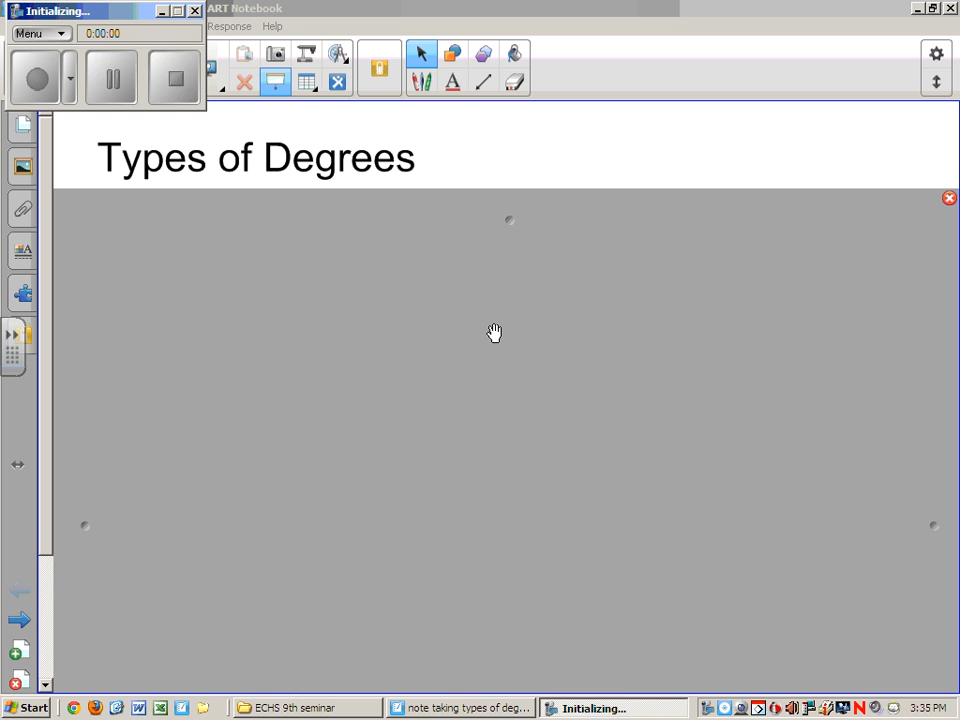 Initializing...
ART Notebook
Menu
0:00:00
Response Help
Types of Degrees
Start
ECHS 9th seminar
note taking types of deg...
Initializing...
3:35 PM